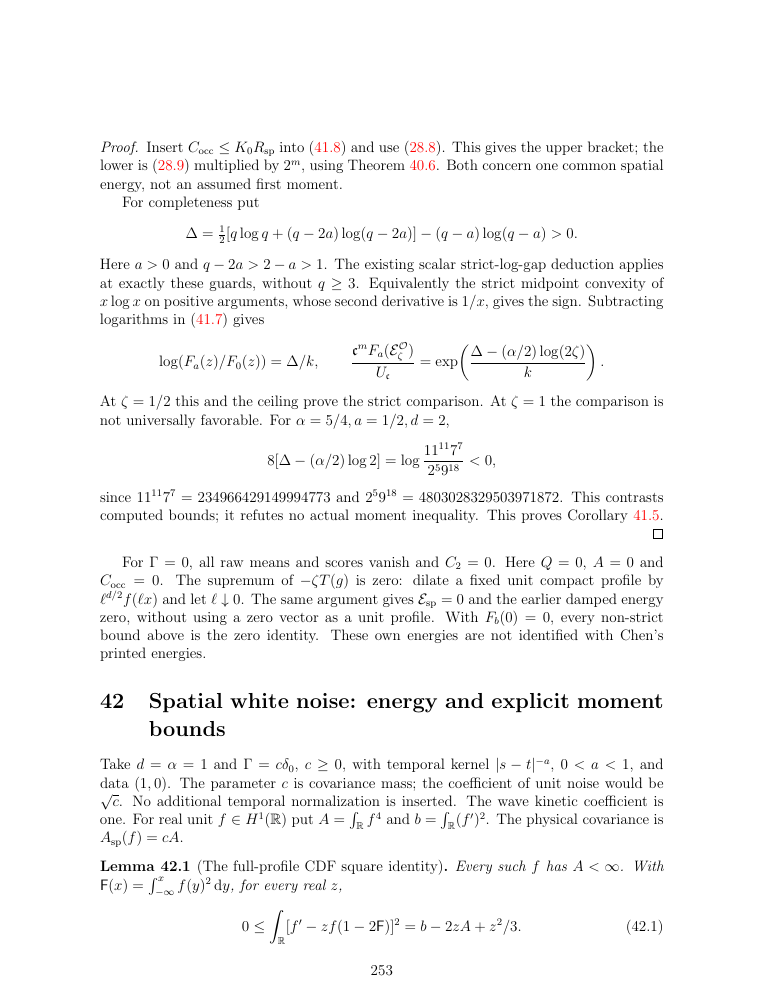 Proof. Insert C_occ ≤ K_0R_sp into (41.8) and use (28.8). This gives the upper bracket; the
lower is (28.9) multiplied by 2^m, using Theorem 40.6. Both concern one common spatial
energy, not an assumed first moment.
For completeness put
Δ = ½[q log q + (q − 2a) log(q − 2a)] − (q − a) log(q − a) > 0.
Here a > 0 and q − 2a > 2 − a > 1. The existing scalar strict-log-gap deduction applies
at exactly these guards, without q ≥ 3. Equivalently the strict midpoint convexity of
x log x on positive arguments, whose second derivative is 1/x, gives the sign. Subtracting
logarithms in (41.7) gives
log(F_a(z)/F_0(z)) = Δ/k, 𝔠^m F_a(ℰ_ζ^𝒪) / U_𝔠 = exp( (Δ − (α/2) log(2ζ)) / k ).
At ζ = 1/2 this and the ceiling prove the strict comparison. At ζ = 1 the comparison is
not universally favorable. For α = 5/4, a = 1/2, d = 2,
8[Δ − (α/2) log 2] = log (11^11 7^7 / 2^5 9^18) < 0,
since 11^11 7^7 = 234966429149994773 and 2^5 9^18 = 4803028329503971872. This contrasts
computed bounds; it refutes no actual moment inequality. This proves Corollary 41.5.
□
For Γ = 0, all raw means and scores vanish and C_2 = 0. Here Q = 0, A = 0 and
C_occ = 0. The supremum of −ζT(g) is zero: dilate a fixed unit compact profile by
ℓ^{d/2} f(ℓx) and let ℓ ↓ 0. The same argument gives ℰ_sp = 0 and the earlier damped energy
zero, without using a zero vector as a unit profile. With F_b(0) = 0, every non-strict
bound above is the zero identity. These own energies are not identified with Chen's
printed energies.
42 Spatial white noise: energy and explicit moment
bounds
Take d = α = 1 and Γ = cδ_0, c ≥ 0, with temporal kernel |s − t|^{−a}, 0 < a < 1, and
data (1, 0). The parameter c is covariance mass; the coefficient of unit noise would be
√c. No additional temporal normalization is inserted. The wave kinetic coefficient is
one. For real unit f ∈ H^1(ℝ) put A = ∫_ℝ f^4 and b = ∫_ℝ(f′)^2. The physical covariance is
A_sp(f) = cA.
Lemma 42.1 (The full-profile CDF square identity). Every such f has A < ∞. With
F(x) = ∫_{−∞}^x f(y)^2 dy, for every real z,
0 ≤ ∫_ℝ [f′ − zf(1 − 2F)]^2 = b − 2zA + z^2/3. (42.1)
253